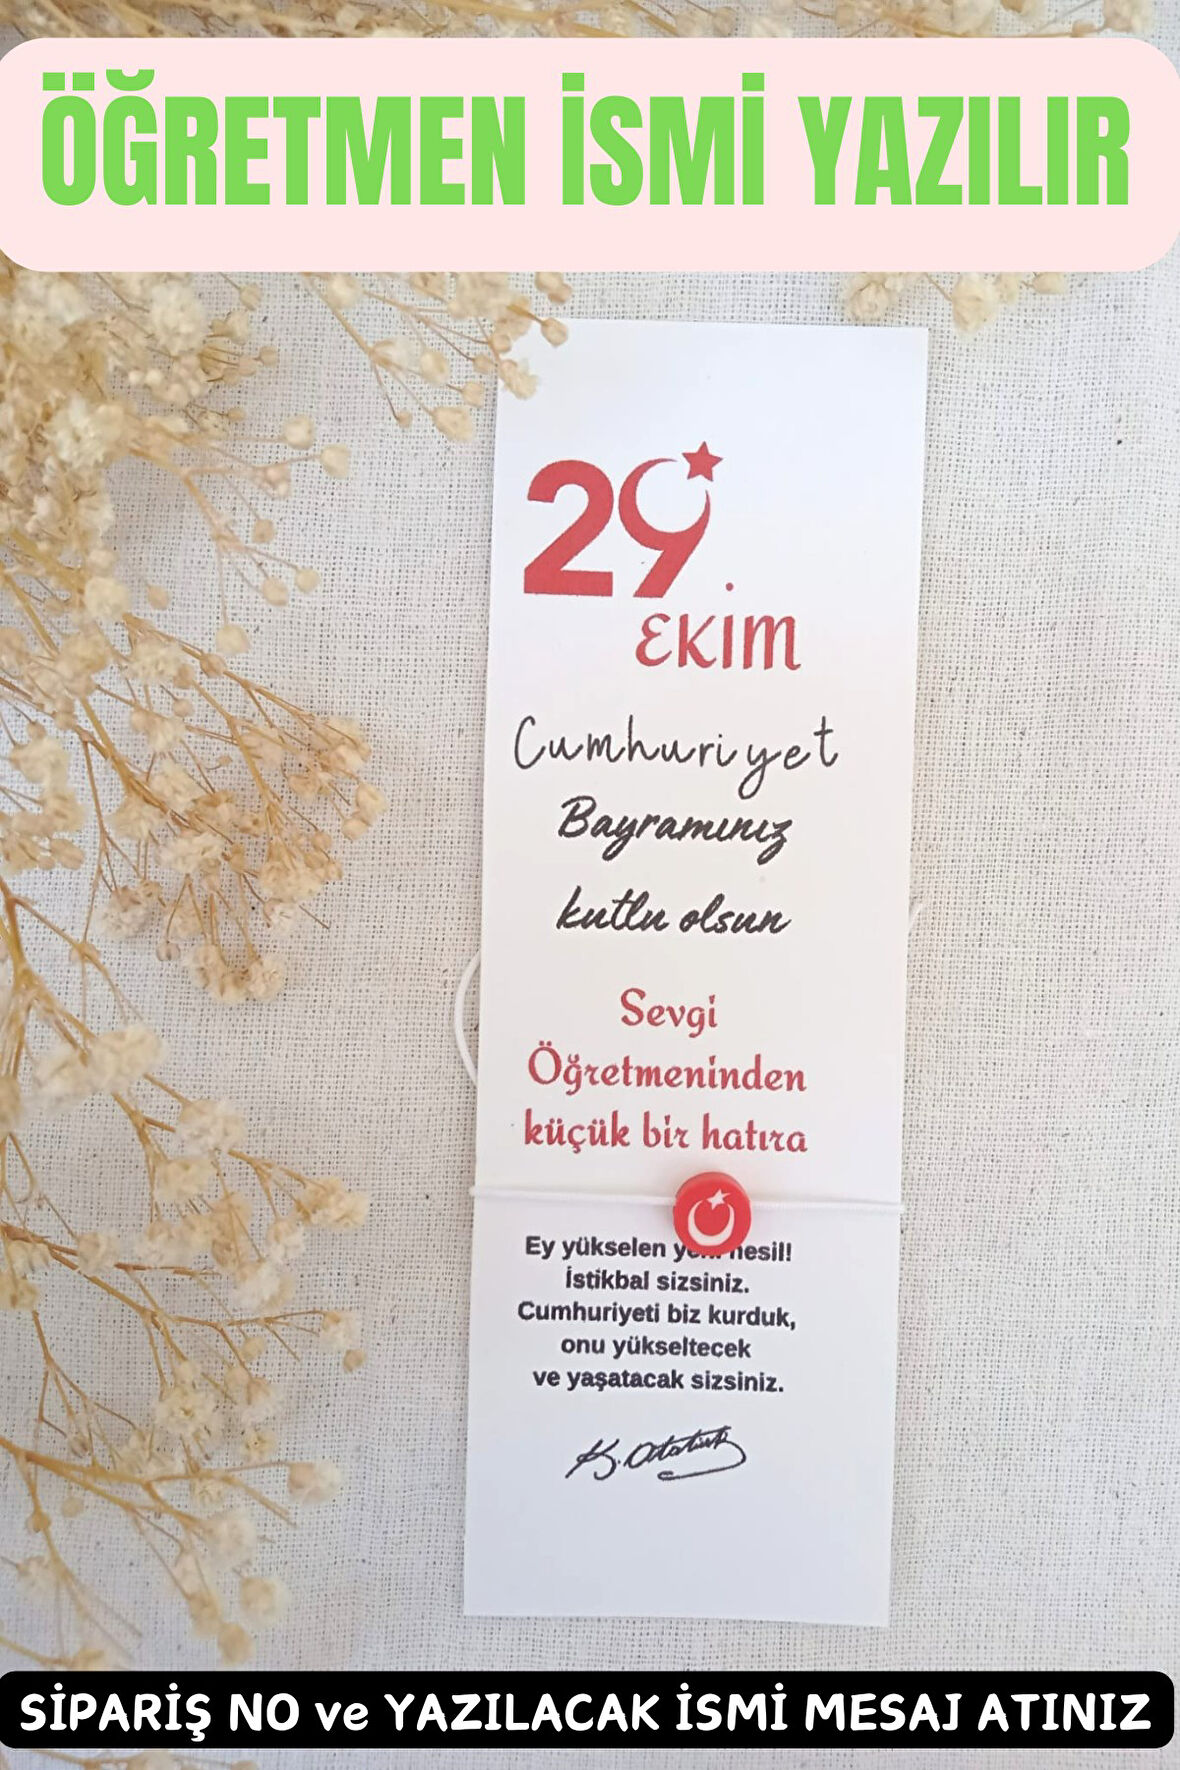 ÖĞRETMEN İSMİ YAZILIR
29
EKİM
Cumhuriyet
Bayramınız
kutlu olsun
Sevgi
Öğretmeninden
küçük bir hatıra
Ey yükselen yeni nesil!
İstikbal sizsiniz.
Cumhuriyeti biz kurduk,
onu yükseltecek
ve yaşatacak sizsiniz.
K. Atatürk
SİPARİŞ NO ve YAZILACAK İSMİ MESAJ ATINIZ